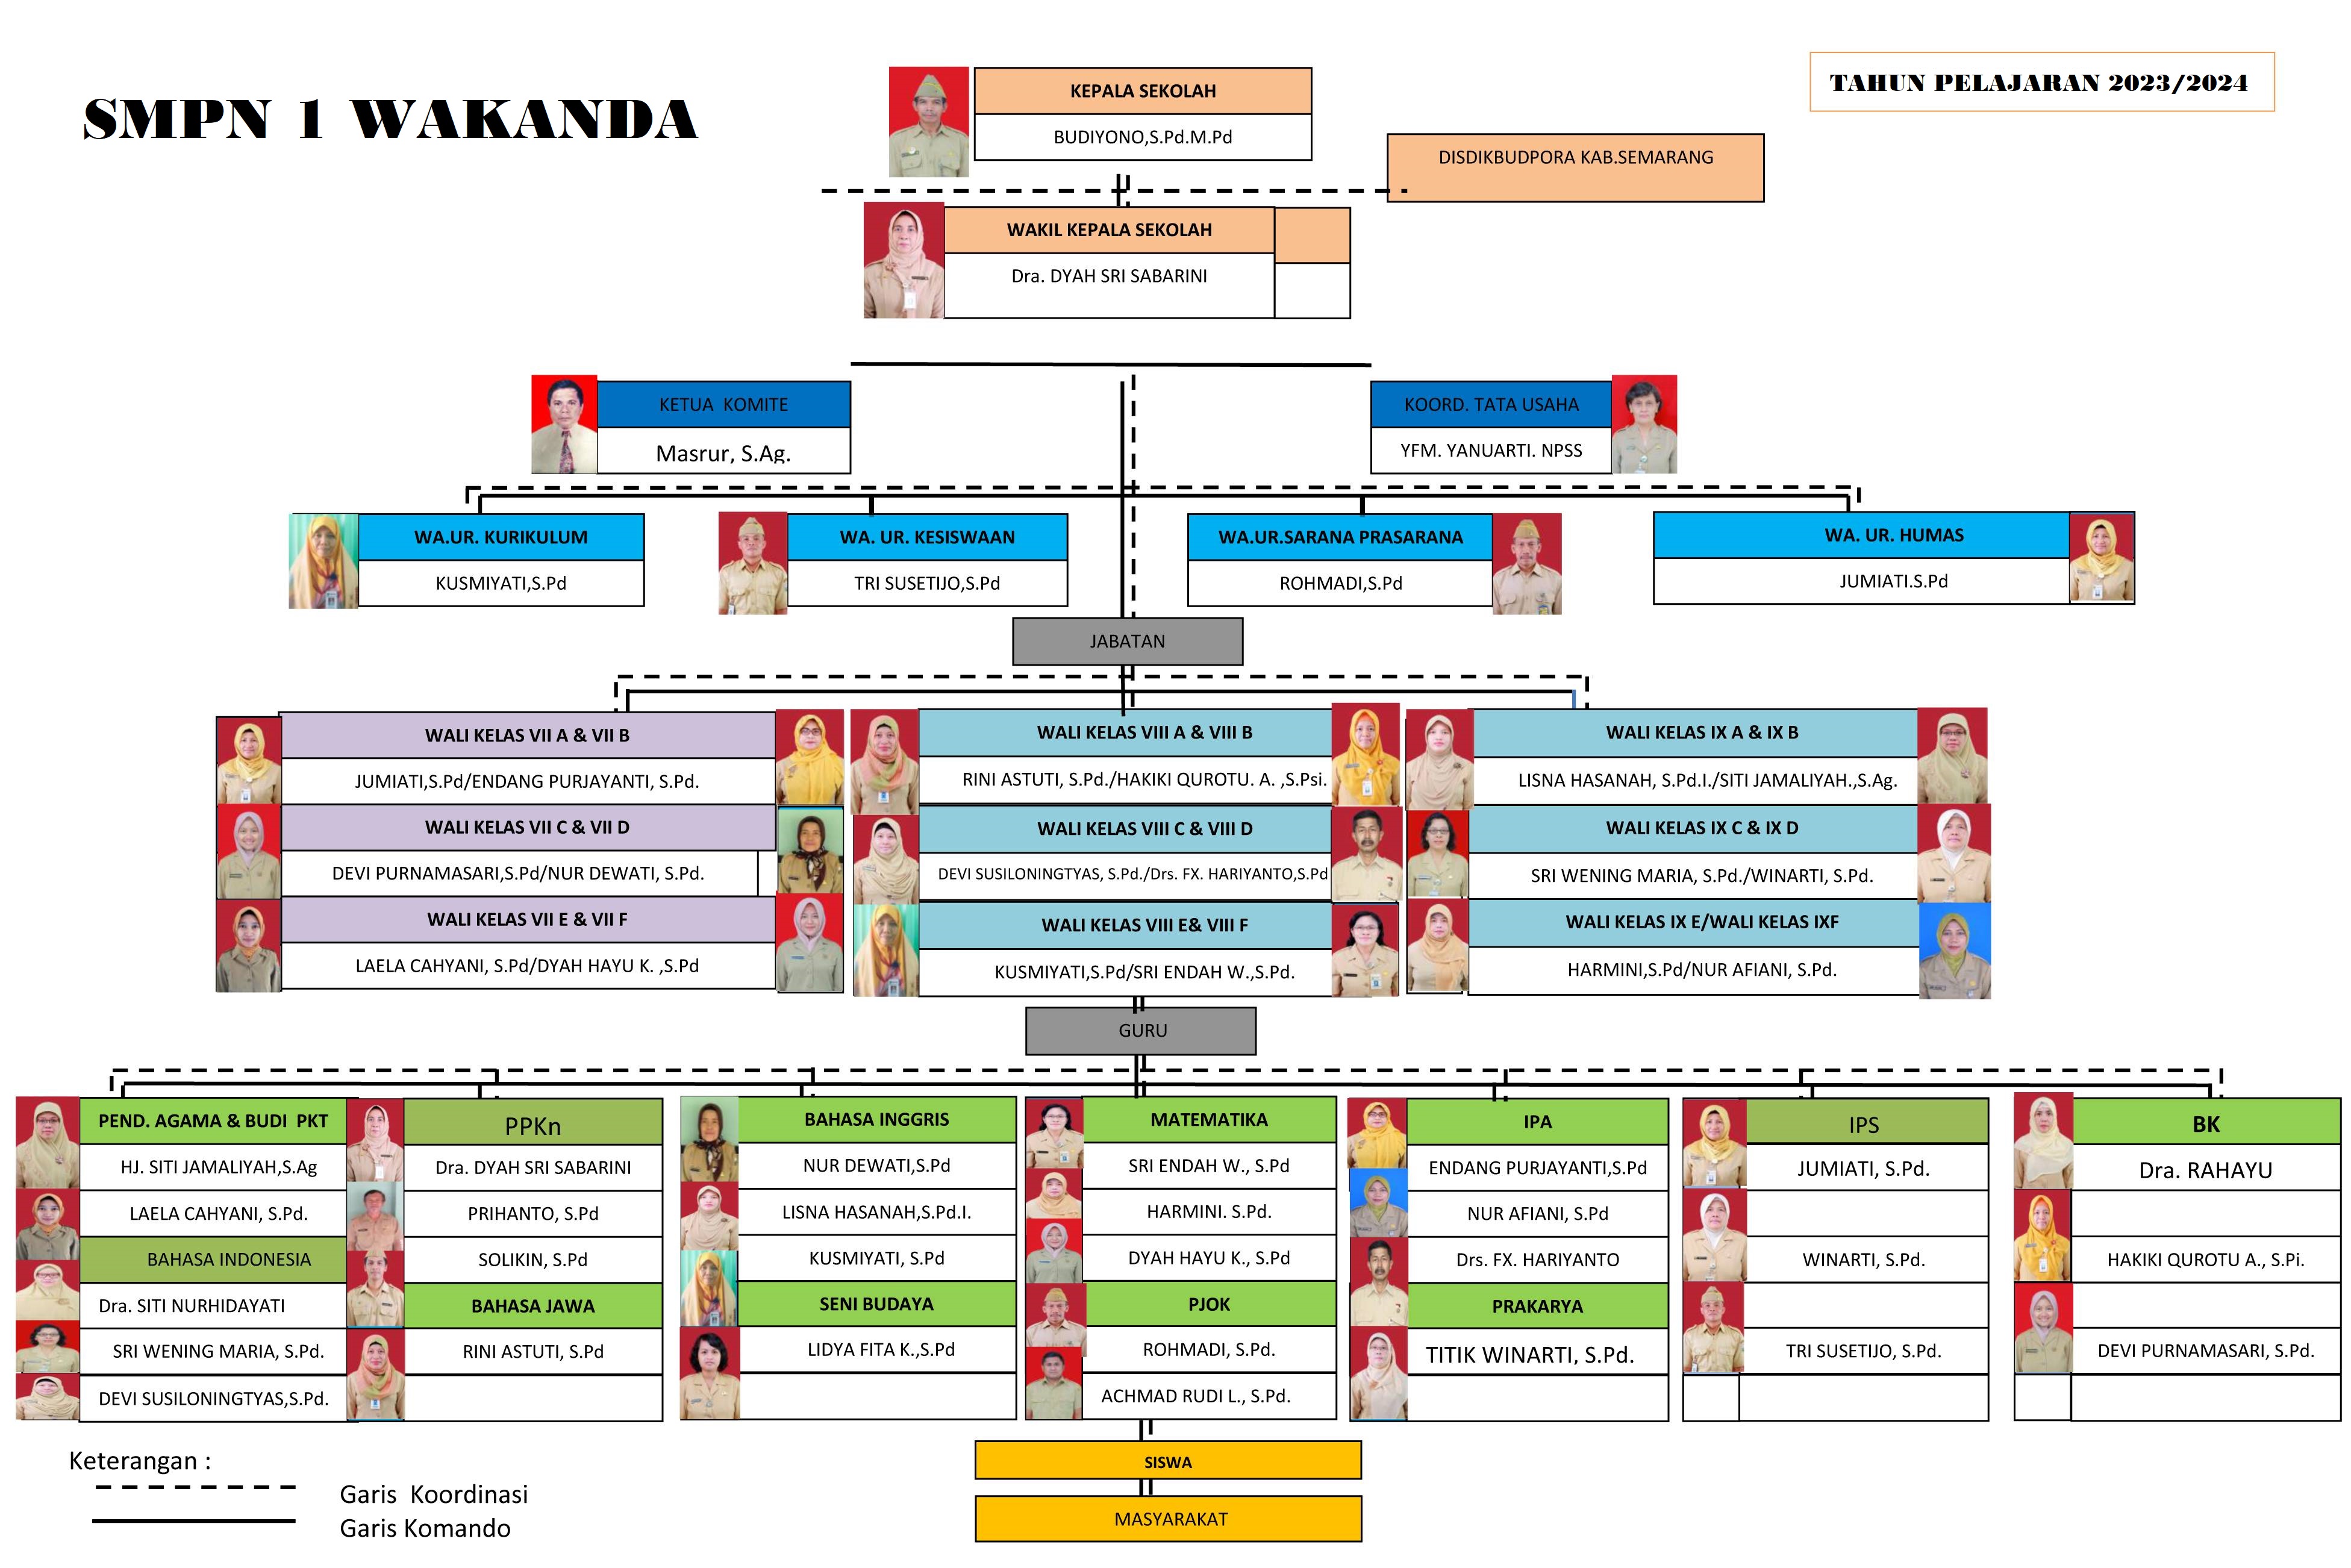 SMPN 1 WAKANDA
TAHUN PELAJARAN 2023/2024
KEPALA SEKOLAH
BUDIYONO,S.Pd.M.Pd
DISDIKBUDPORA KAB.SEMARANG
WAKIL KEPALA SEKOLAH
Dra. DYAH SRI SABARINI
KETUA KOMITE
Masrur, S.Ag.
KOORD. TATA USAHA
YFM. YANUARTI. NPSS
WA.UR. KURIKULUM
KUSMIYATI,S.Pd
WA. UR. KESISWAAN
TRI SUSETIJO,S.Pd
WA.UR.SARANA PRASARANA
ROHMADI,S.Pd
WA. UR. HUMAS
JUMIATI.S.Pd
JABATAN
WALI KELAS VII A & VII B
JUMIATI,S.Pd/ENDANG PURJAYANTI, S.Pd.
WALI KELAS VII C & VII D
DEVI PURNAMASARI,S.Pd/NUR DEWATI, S.Pd.
WALI KELAS VII E & VII F
LAELA CAHYANI, S.Pd/DYAH HAYU K. ,S.Pd
WALI KELAS VIII A & VIII B
RINI ASTUTI, S.Pd./HAKIKI QUROTU. A. ,S.Psi.
WALI KELAS VIII C & VIII D
DEVI SUSILONINGTYAS, S.Pd./Drs. FX. HARIYANTO,S.Pd
WALI KELAS VIII E& VIII F
KUSMIYATI,S.Pd/SRI ENDAH W.,S.Pd.
WALI KELAS IX A & IX B
LISNA HASANAH, S.Pd.I./SITI JAMALIYAH.,S.Ag.
WALI KELAS IX C & IX D
SRI WENING MARIA, S.Pd./WINARTI, S.Pd.
WALI KELAS IX E/WALI KELAS IXF
HARMINI,S.Pd/NUR AFIANI, S.Pd.
GURU
PEND. AGAMA & BUDI PKT
HJ. SITI JAMALIYAH,S.Ag
LAELA CAHYANI, S.Pd.
BAHASA INDONESIA
Dra. SITI NURHIDAYATI
SRI WENING MARIA, S.Pd.
DEVI SUSILONINGTYAS,S.Pd.
PPKn
Dra. DYAH SRI SABARINI
PRIHANTO, S.Pd
SOLIKIN, S.Pd
BAHASA JAWA
RINI ASTUTI, S.Pd
BAHASA INGGRIS
NUR DEWATI,S.Pd
LISNA HASANAH,S.Pd.I.
KUSMIYATI, S.Pd
SENI BUDAYA
LIDYA FITA K.,S.Pd
MATEMATIKA
SRI ENDAH W., S.Pd
HARMINI. S.Pd.
DYAH HAYU K., S.Pd
PJOK
ROHMADI, S.Pd.
ACHMAD RUDI L., S.Pd.
IPA
ENDANG PURJAYANTI,S.Pd
NUR AFIANI, S.Pd
Drs. FX. HARIYANTO
PRAKARYA
TITIK WINARTI, S.Pd.
IPS
JUMIATI, S.Pd.
WINARTI, S.Pd.
TRI SUSETIJO, S.Pd.
BK
Dra. RAHAYU
HAKIKI QUROTU A., S.Pi.
DEVI PURNAMASARI, S.Pd.
SISWA
MASYARAKAT
Keterangan :
Garis Koordinasi
Garis Komando